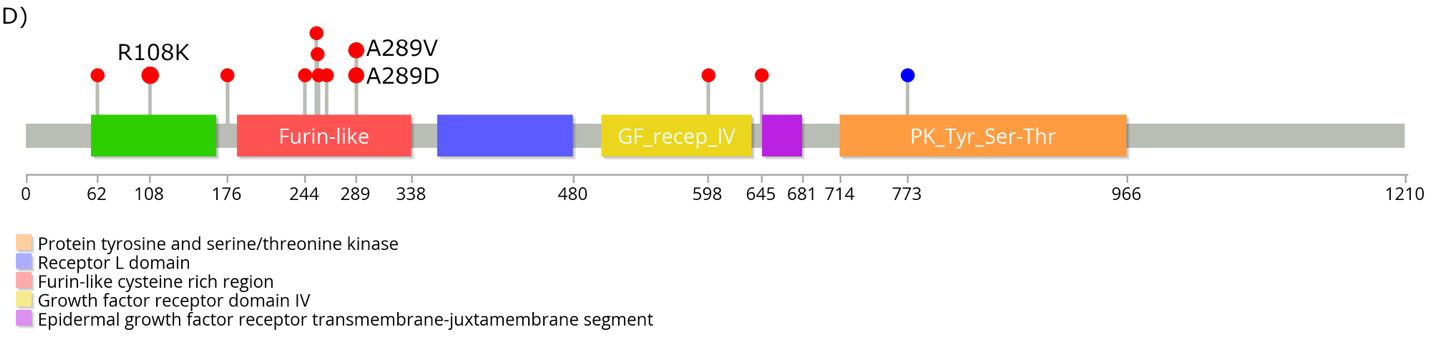 D)
R108K
A289V
A289D
Furin-like
GF_recep_IV
PK_Tyr_Ser-Thr
0 62 108 176 244 289 338 480 598 645 681 714 773 966 1210
Protein tyrosine and serine/threonine kinase
Receptor L domain
Furin-like cysteine rich region
Growth factor receptor domain IV
Epidermal growth factor receptor transmembrane-juxtamembrane segment